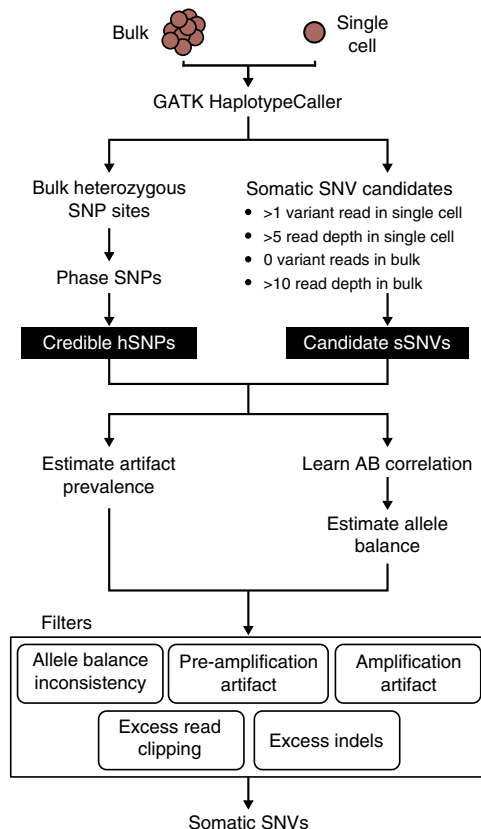 Bulk
Single
cell
GATK HaplotypeCaller
Bulk heterozygous
SNP sites
Phase SNPs
Credible hSNPs
Somatic SNV candidates
• >1 variant read in single cell
• >5 read depth in single cell
• 0 variant reads in bulk
• >10 read depth in bulk
Candidate sSNVs
Estimate artifact
prevalence
Learn AB correlation
Estimate allele
balance
Filters
Allele balance
inconsistency
Pre-amplification
artifact
Amplification
artifact
Excess read
clipping
Excess indels
Somatic SNVs